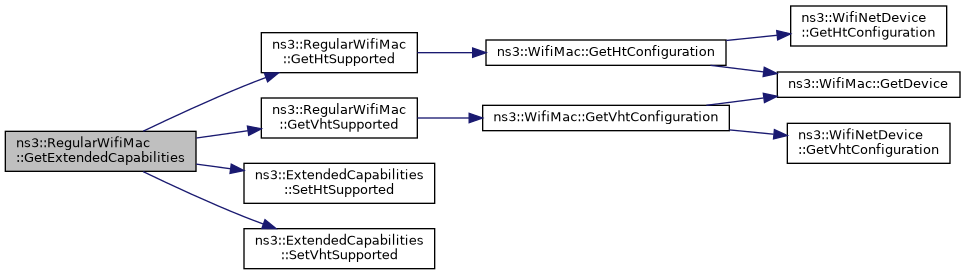 ns3::RegularWifiMac
::GetExtendedCapabilities
ns3::RegularWifiMac
::GetHtSupported
ns3::RegularWifiMac
::GetVhtSupported
ns3::ExtendedCapabilities
::SetHtSupported
ns3::ExtendedCapabilities
::SetVhtSupported
ns3::WifiMac::GetHtConfiguration
ns3::WifiMac::GetVhtConfiguration
ns3::WifiNetDevice
::GetHtConfiguration
ns3::WifiMac::GetDevice
ns3::WifiNetDevice
::GetVhtConfiguration